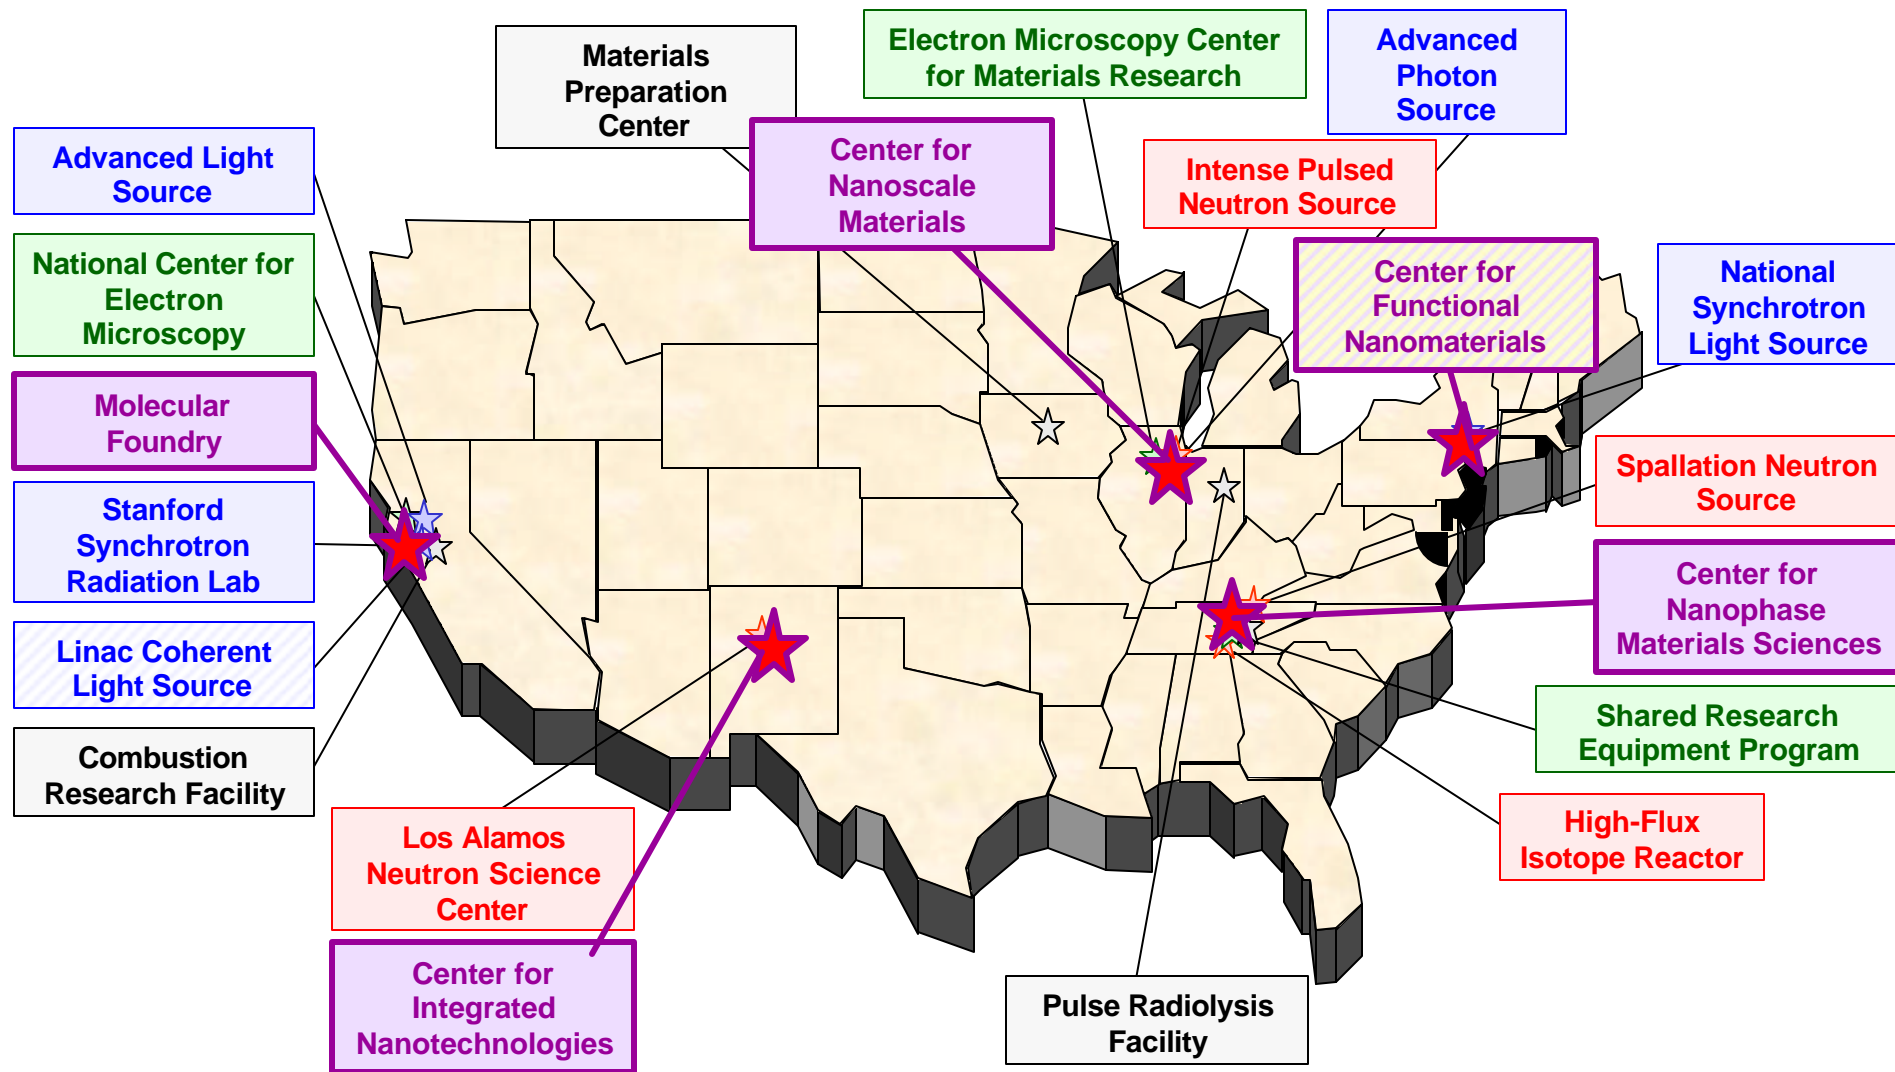 Materials
Preparation
Center
Electron Microscopy Center
for Materials Research
Advanced
Photon
Source
Advanced Light
Source
Center for
Nanoscale
Materials
Intense Pulsed
Neutron Source
National Center for
Electron
Microscopy
Center for
Functional
Nanomaterials
National
Synchrotron
Light Source
Molecular
Foundry
Spallation Neutron
Source
Stanford
Synchrotron
Radiation Lab
Center for
Nanophase
Materials Sciences
Linac Coherent
Light Source
Shared Research
Equipment Program
Combustion
Research Facility
Los Alamos
Neutron Science
Center
High-Flux
Isotope Reactor
Center for
Integrated
Nanotechnologies
Pulse Radiolysis
Facility